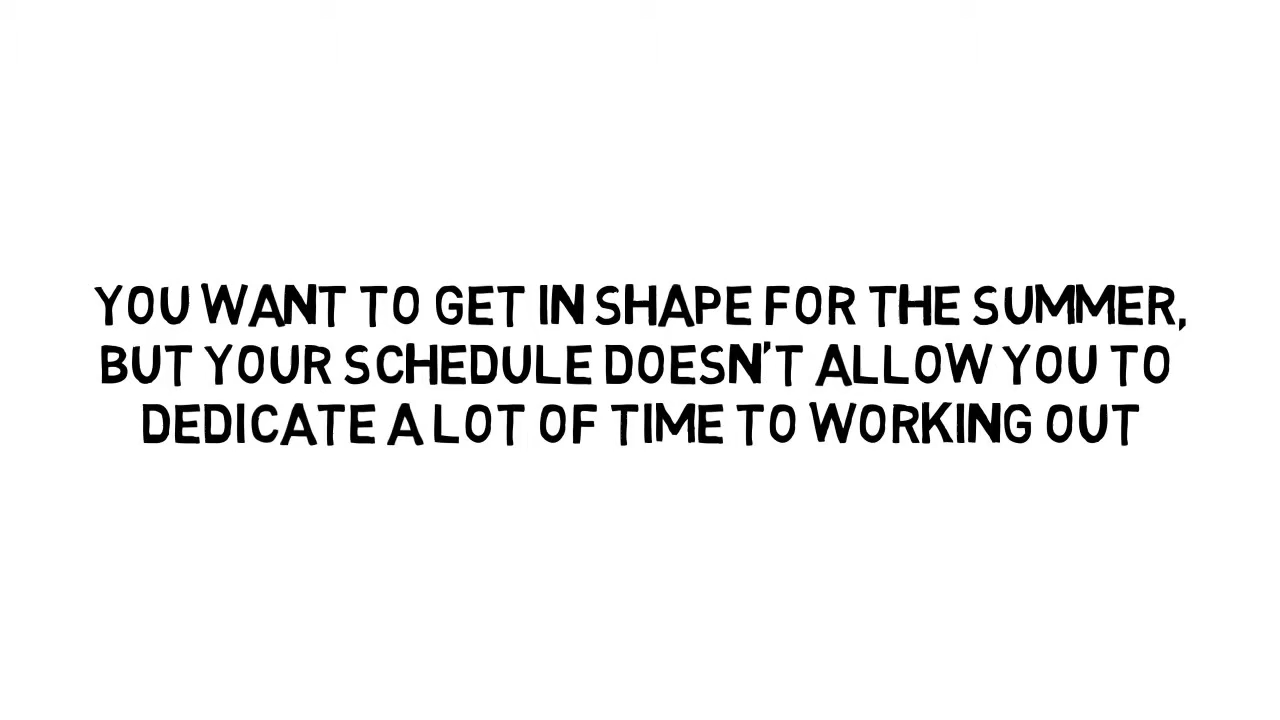 YOU WANT TO GET IN SHAPE FOR THE SUMMER,
BUT YOUR SCHEDULE DOESN'T ALLOW YOU TO
DEDICATE A LOT OF TIME TO WORKING OUT